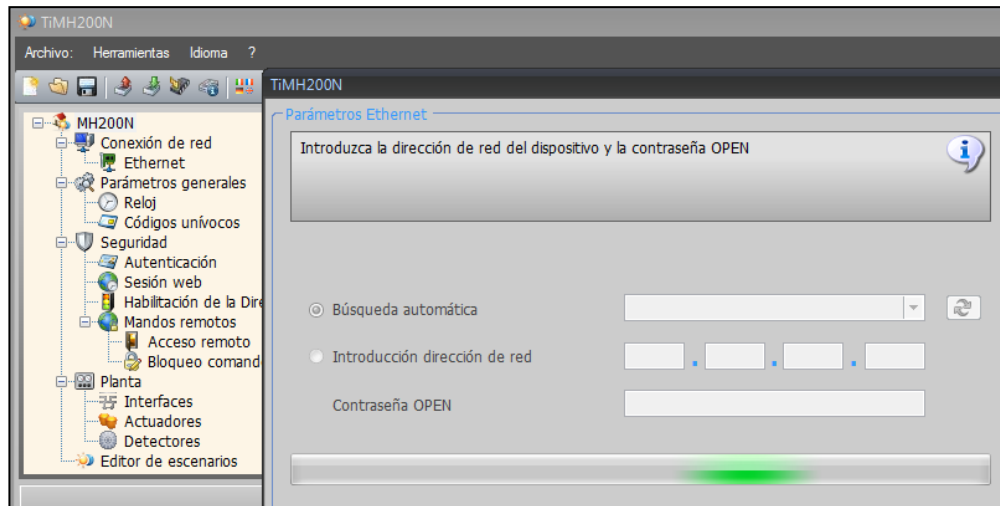 TiMH200N
Archivo: Herramientas Idioma ?
TiMH200N
MH200N
Conexión de red
Ethernet
Parámetros generales
Reloj
Códigos unívocos
Seguridad
Autenticación
Sesión web
Habilitación de la Dire
Mandos remotos
Acceso remoto
Bloqueo comand
Planta
Interfaces
Actuadores
Detectores
Editor de escenarios
Parámetros Ethernet
Introduzca la dirección de red del dispositivo y la contraseña OPEN
Búsqueda automática
Introducción dirección de red
Contraseña OPEN